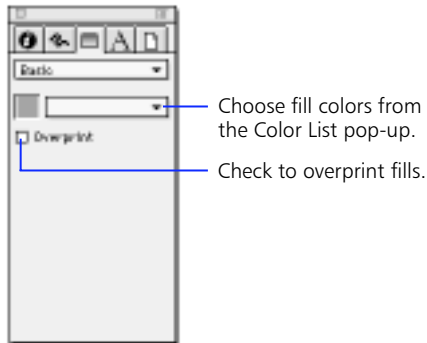 Basic
Choose fill colors from
the Color List pop-up.
Overprint
Check to overprint fills.